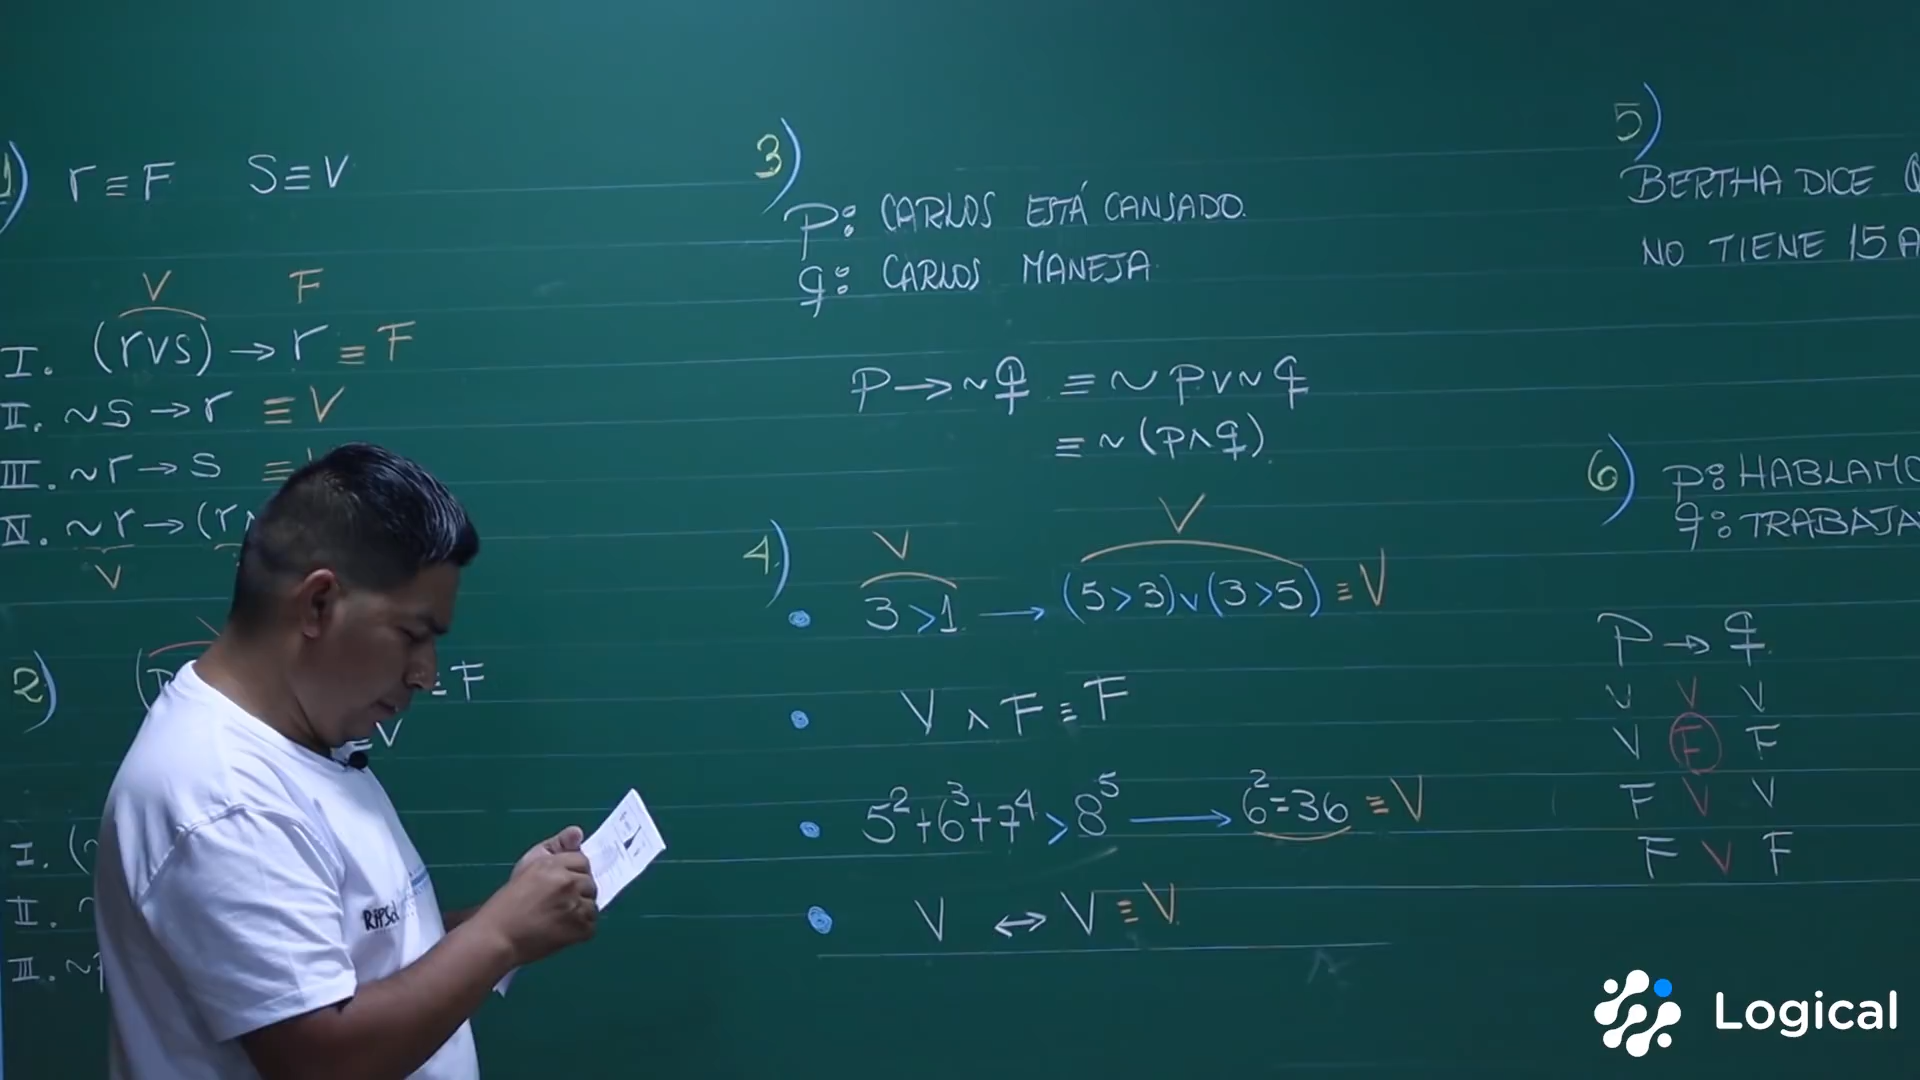 1) r ≡ F S ≡ V
V F
I. (r∨s) → r ≡ F
II. ~s → r ≡ V
III. ~r → s ≡
IV. ~r → (r
V
2) ≡ F
≡ V
I. (
II. ~
III. ~
RIPSC
3)
p: CARLOS ESTÁ CANSADO.
q: CARLOS MANEJA
p → ~q ≡ ~p ∨ ~q
≡ ~(p∧q).
4)
V V
3>1 → (5>3)∨(3>5) ≡ V
V ∧ F ≡ F
5²+6³+7⁴>8⁵ → 6²=36 ≡ V
V ↔ V ≡ V
5)
BERTHA DICE
NO TIENE 15 A
6) p: HABLAMO
q: TRABAJA
p → q
V V V
V F F
F V V
F V F
Logical